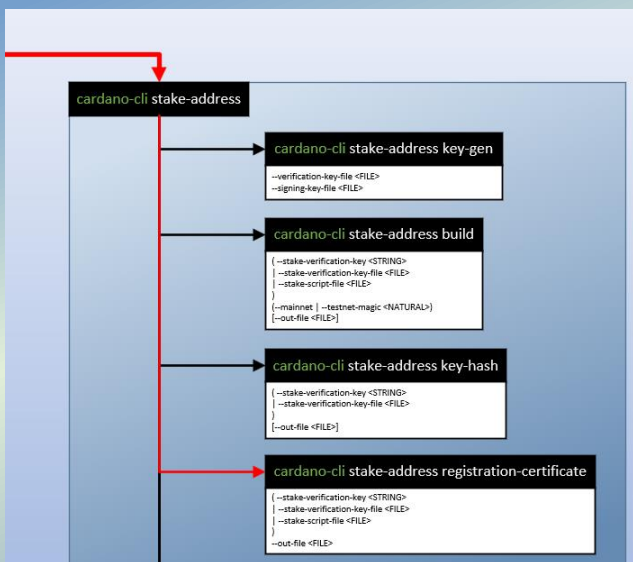 cardano-cli stake-address
cardano-cli stake-address key-gen
--verification-key-file <FILE>
--signing-key-file <FILE>
cardano-cli stake-address build
( --stake-verification-key <STRING>
| --stake-verification-key-file <FILE>
| --stake-script-file <FILE>
)
(--mainnet | --testnet-magic <NATURAL>)
[--out-file <FILE>]
cardano-cli stake-address key-hash
( --stake-verification-key <STRING>
| --stake-verification-key-file <FILE>
)
[--out-file <FILE>]
cardano-cli stake-address registration-certificate
( --stake-verification-key <STRING>
| --stake-verification-key-file <FILE>
| --stake-script-file <FILE>
)
--out-file <FILE>